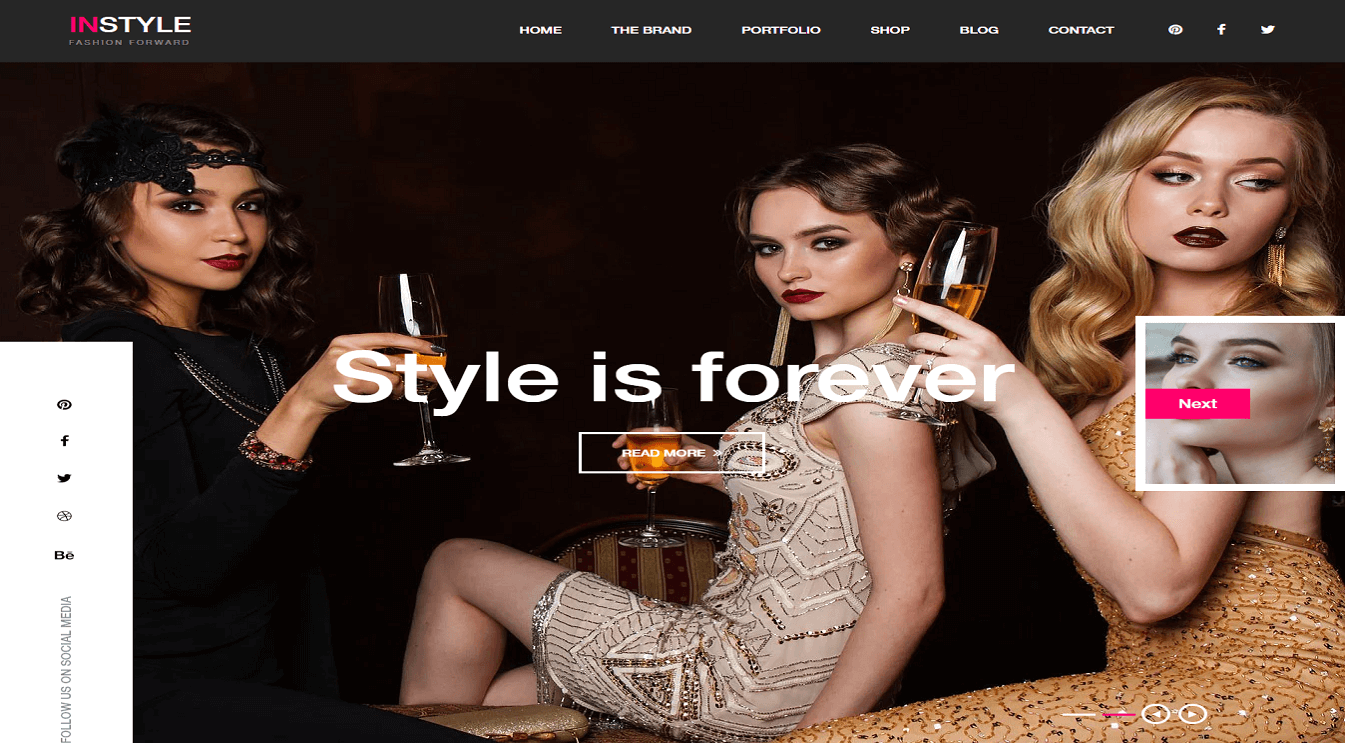 INSTYLE
FASHION FORWARD
HOME THE BRAND PORTFOLIO SHOP BLOG CONTACT
Style is forever
READ MORE »
Next
Bē
FOLLOW US ON SOCIAL MEDIA